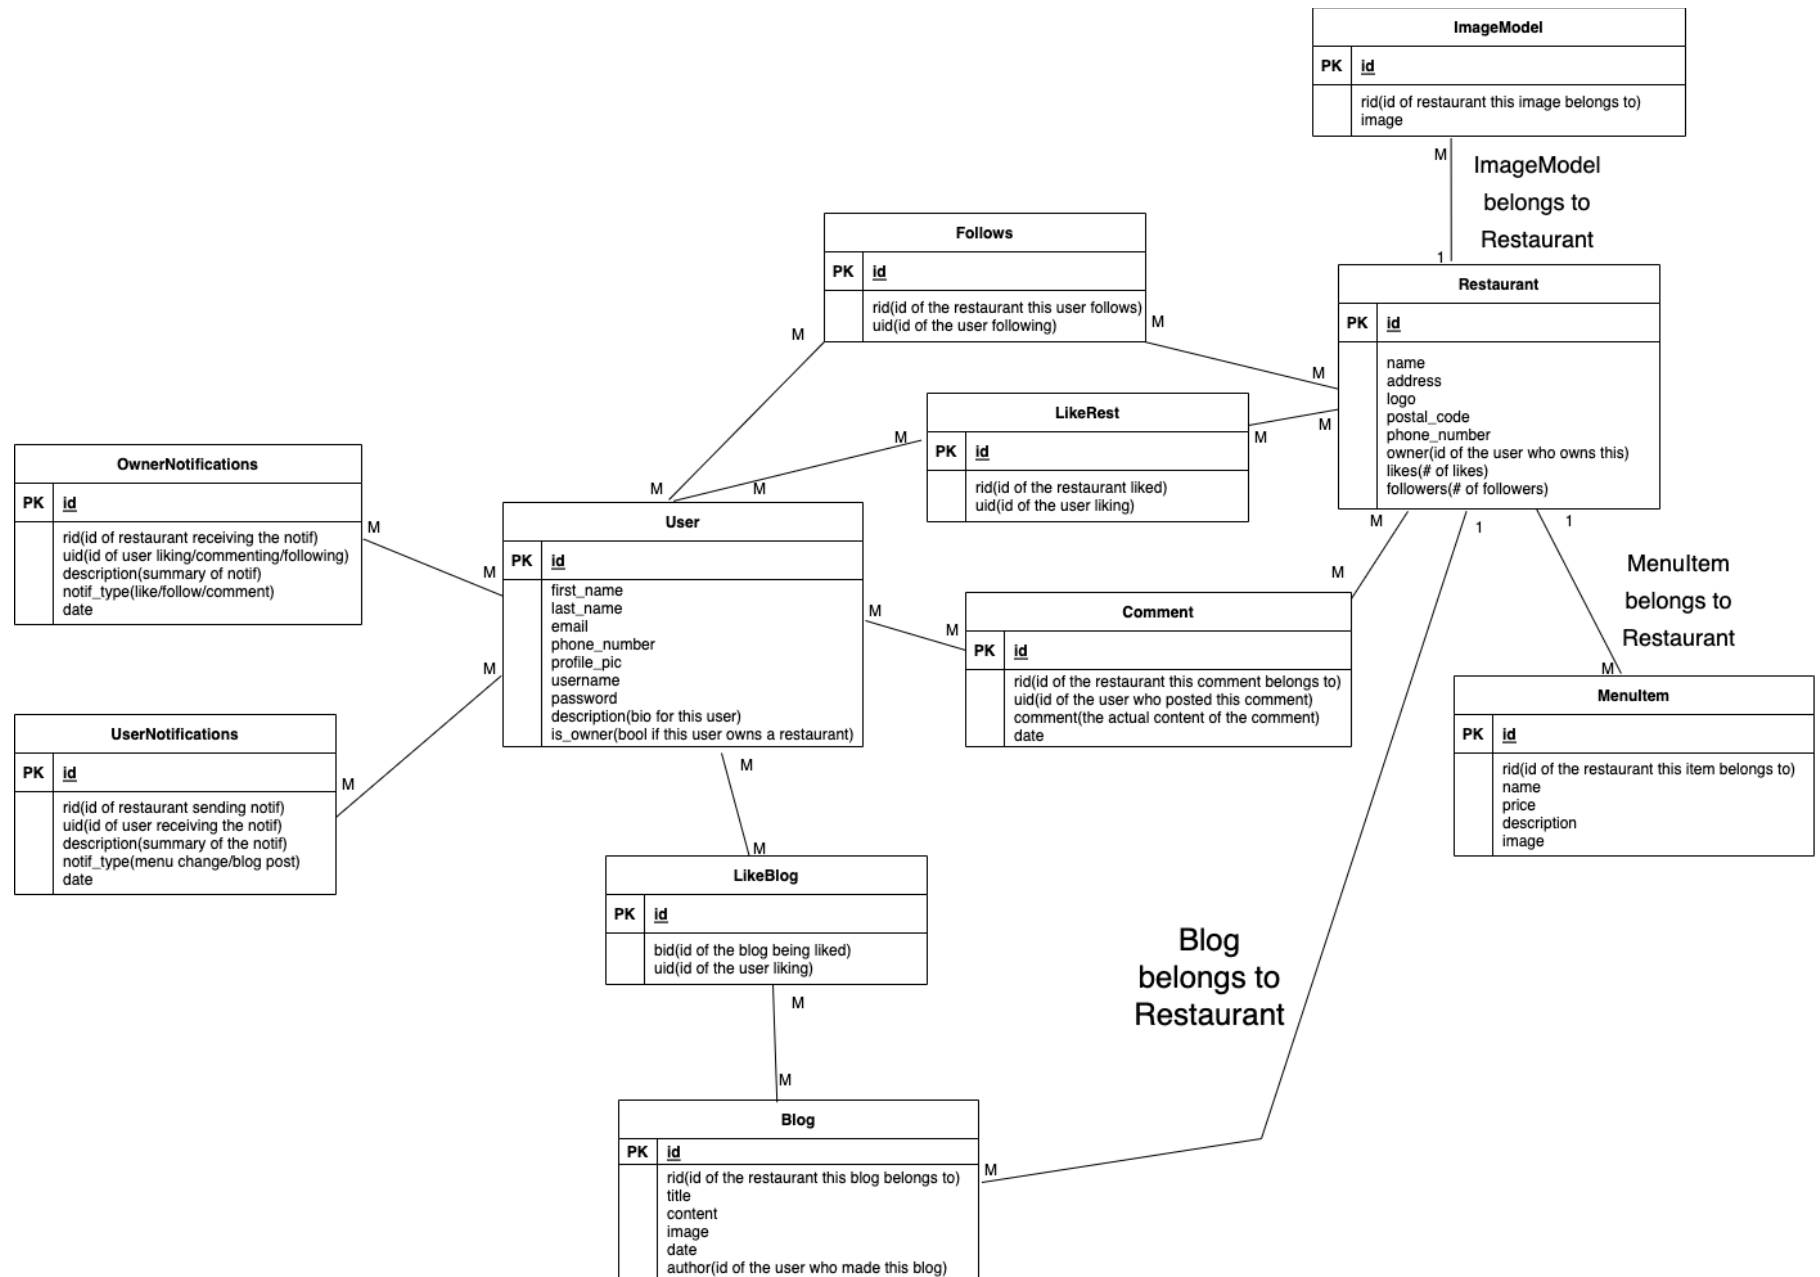 ImageModel
PK id
rid(id of restaurant this image belongs to)
image
M
ImageModel
belongs to
Restaurant
1
Follows
PK id
rid(id of the restaurant this user follows)
uid(id of the user following)
M
M
M
M
Restaurant
PK id
name
address
logo
postal_code
phone_number
owner(id of the user who owns this)
likes(# of likes)
followers(# of followers)
LikeRest
PK id
rid(id of the restaurant liked)
uid(id of the user liking)
M
M
M
M
OwnerNotifications
PK id
rid(id of restaurant receiving the notif)
uid(id of user liking/commenting/following)
description(summary of notif)
notif_type(like/follow/comment)
date
M
M
User
PK id
first_name
last_name
email
phone_number
profile_pic
username
password
description(bio for this user)
is_owner(bool if this user owns a restaurant)
M
M
M
M
1
1
Comment
PK id
rid(id of the restaurant this comment belongs to)
uid(id of the user who posted this comment)
comment(the actual content of the comment)
date
MenuItem
belongs to
Restaurant
M
MenuItem
PK id
rid(id of the restaurant this item belongs to)
name
price
description
image
UserNotifications
PK id
rid(id of restaurant sending notif)
uid(id of user receiving the notif)
description(summary of the notif)
notif_type(menu change/blog post)
date
M
M
M
M
LikeBlog
PK id
bid(id of the blog being liked)
uid(id of the user liking)
M
M
Blog
belongs to
Restaurant
Blog
PK id
rid(id of the restaurant this blog belongs to)
title
content
image
date
author(id of the user who made this blog)
M